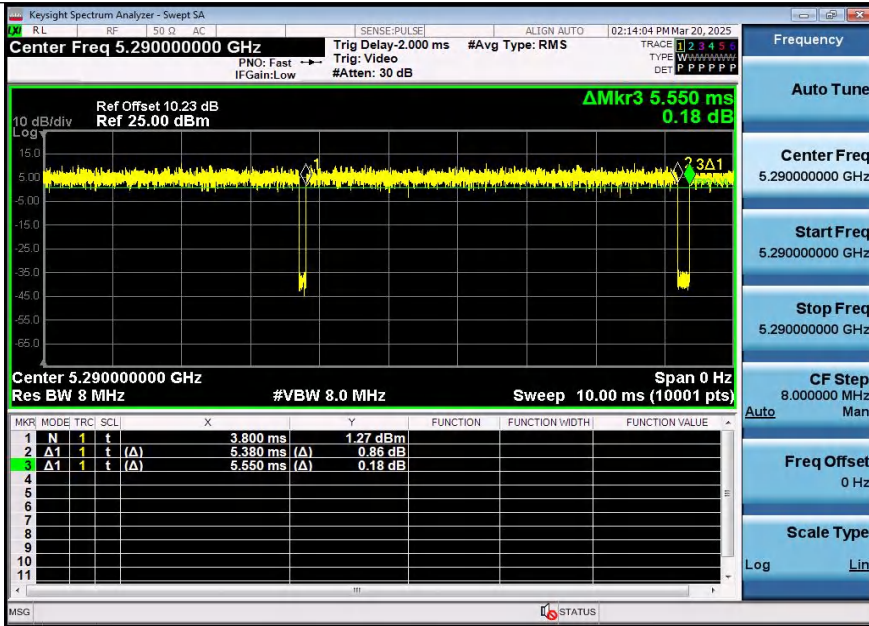 Keysight Spectrum Analyzer - Swept SA
LXI RL RF 50 Ω AC SENSE:PULSE ALIGN AUTO 02:14:04 PM Mar 20, 2025
Center Freq 5.290000000 GHz
PNO: Fast
IFGain:Low
Trig Delay-2.000 ms
Trig: Video
#Atten: 30 dB
#Avg Type: RMS
TRACE 1 2 3 4 5 6
TYPE WWWWWW
DET P P P P P P
Frequency
ΔMkr3 5.550 ms
0.18 dB
Ref Offset 10.23 dB
10 dB/div Ref 25.00 dBm
Log
15.0
5.00
-5.00
-15.0
-25.0
-35.0
-45.0
-55.0
-65.0
1
2 3Δ1
Center 5.290000000 GHz Span 0 Hz
Res BW 8 MHz #VBW 8.0 MHz Sweep 10.00 ms (10001 pts)
MKR MODE TRC SCL X Y FUNCTION FUNCTION WIDTH FUNCTION VALUE
1 N 1 t 3.800 ms 1.27 dBm
2 Δ1 1 t (Δ) 5.380 ms (Δ) 0.86 dB
3 Δ1 1 t (Δ) 5.550 ms (Δ) 0.18 dB
4
5
6
7
8
9
10
11
MSG STATUS
Auto Tune
Center Freq
5.290000000 GHz
Start Freq
5.290000000 GHz
Stop Freq
5.290000000 GHz
CF Step
8.000000 MHz
Auto Man
Freq Offset
0 Hz
Scale Type
Log Lin